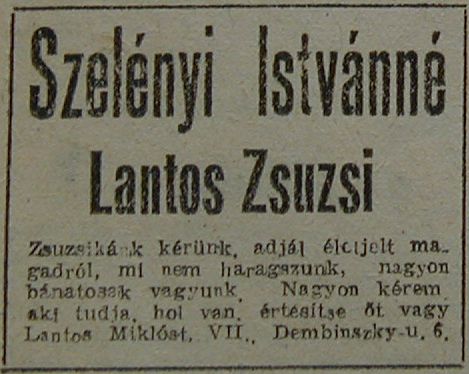 Szelényi Istvánné
Lantos Zsuzsi
Zsuzsikánk kérünk, adjál életjelt ma-
gadról, mi nem haragszunk, nagyon
bánatosak vagyunk. Nagyon kérem
aki tudja, hol van, értesítse őt vagy
Lantos Miklóst, VII., Dembinszky-u. 6.